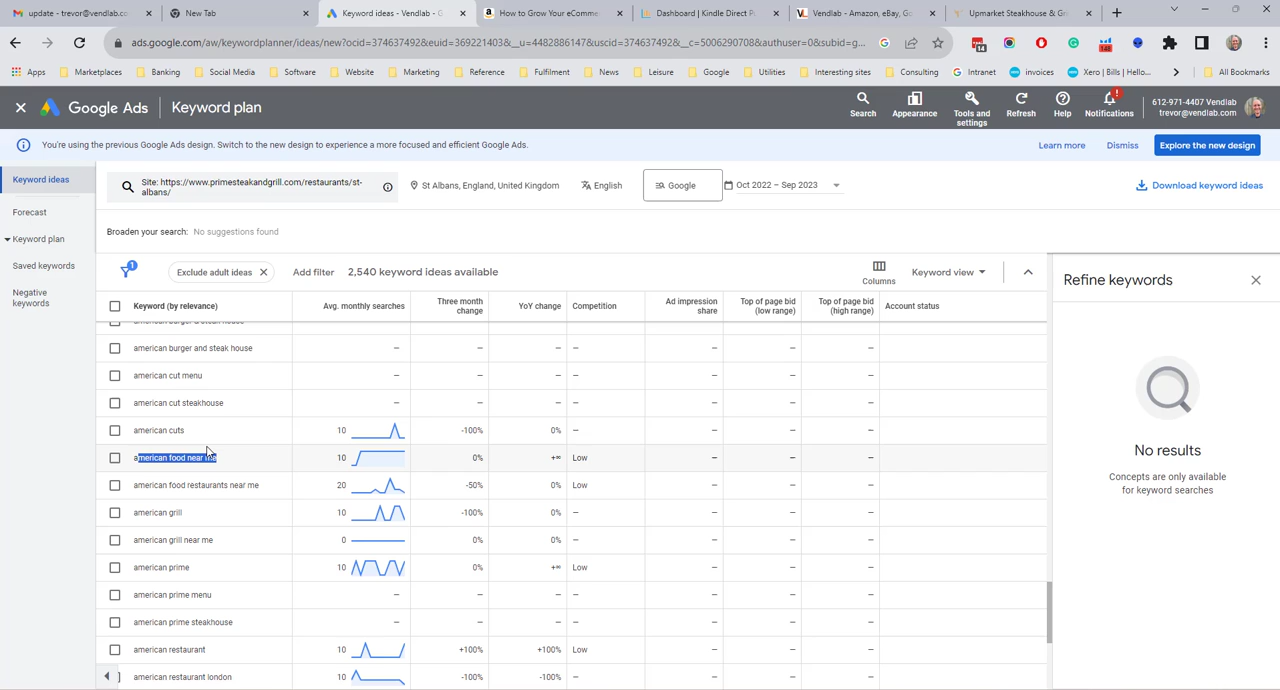 update - trevor@vendlab.co
New Tab
Keyword ideas - Vendlab - G
How to Grow Your eCommer
Dashboard | Kindle Direct P
Vendlab - Amazon, eBay, Go
Upmarket Steakhouse & Gri
ads.google.com/aw/keywordplanner/ideas/new?ocid=374637492&euid=369221403&__u=4482886147&uscid=374637492&__c=5006290708&authuser=0&subid=g...
Apps Marketplaces Banking Social Media Software Website Marketing Reference Fulfilment News Leisure Google Utilities Interesting sites Consulting Intranet invoices Xero | Bills | Hello... All Bookmarks
Google Ads Keyword plan
Search Appearance Tools and settings Refresh Help Notifications
612-971-4407 Vendlab
trevor@vendlab.com
You're using the previous Google Ads design. Switch to the new design to experience a more focused and efficient Google Ads.
Learn more Dismiss Explore the new design
Keyword ideas
Forecast
Keyword plan
Saved keywords
Negative
keywords
Site: https://www.primesteakandgrill.com/restaurants/st-
albans/
St Albans, England, United Kingdom English Google Oct 2022 – Sep 2023 Download keyword ideas
Broaden your search: No suggestions found
1 Exclude adult ideas Add filter 2,540 keyword ideas available Columns Keyword view
Keyword (by relevance) Avg. monthly searches Three month change YoY change Competition Ad impression share Top of page bid (low range) Top of page bid (high range) Account status
american burger & steak house
american burger and steak house – – – – – – –
american cut menu – – – – – – –
american cut steakhouse – – – – – – –
american cuts 10 -100% 0% – – – –
american food near me 10 0% +∞ Low – – –
american food restaurants near me 20 -50% 0% Low – – –
american grill 10 -100% 0% – – – –
american grill near me 0 0% 0% – – – –
american prime 10 0% +∞ Low – – –
american prime menu – – – – – – –
american prime steakhouse – – – – – – –
american restaurant 10 +100% +100% Low – – –
american restaurant london 10 -100% -100% – – – –
Refine keywords
No results
Concepts are only available
for keyword searches